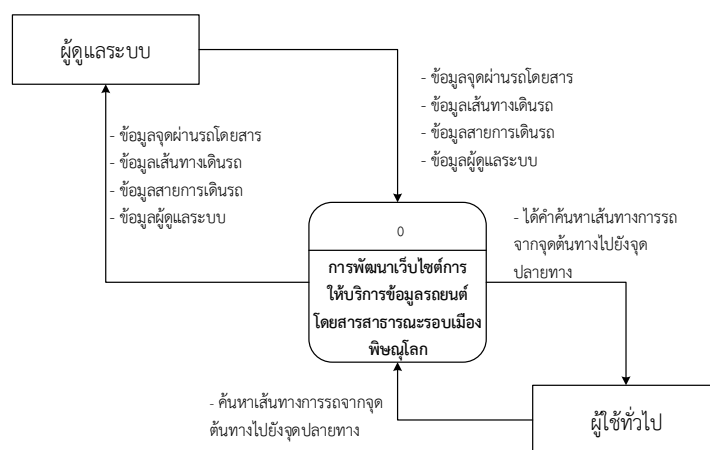 ผู้ดูแลระบบ
- ข้อมูลจุดผ่านรถโดยสาร
- ข้อมูลเส้นทางเดินรถ
- ข้อมูลสายการเดินรถ
- ข้อมูลผู้ดูแลระบบ
- ข้อมูลจุดผ่านรถโดยสาร
- ข้อมูลเส้นทางเดินรถ
- ข้อมูลสายการเดินรถ
- ข้อมูลผู้ดูแลระบบ
0
การพัฒนาเว็บไซต์การ
ให้บริการข้อมูลรถยนต์
โดยสารสาธารณะรอบเมือง
พิษณุโลก
- ได้คำค้นหาเส้นทางการรถ
จากจุดต้นทางไปยังจุด
ปลายทาง
- ค้นหาเส้นทางการรถจากจุด
ต้นทางไปยังจุดปลายทาง
ผู้ใช้ทั่วไป